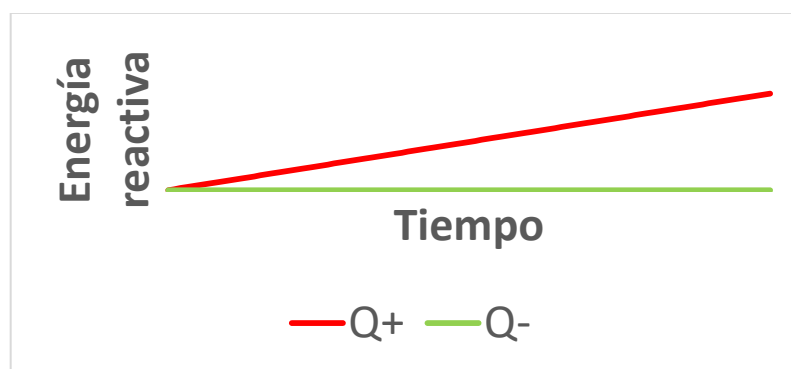 Energía
reactiva
Tiempo
Q+ Q-